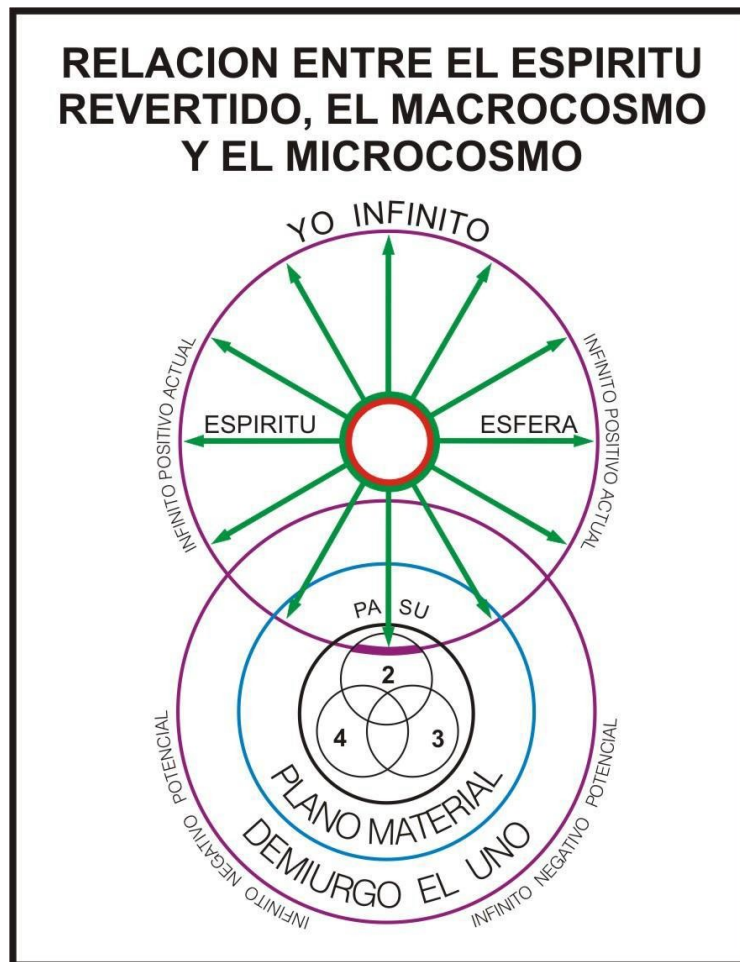 RELACION ENTRE EL ESPIRITU
REVERTIDO, EL MACROCOSMO
Y EL MICROCOSMO
YO INFINITO
INFINITO POSITIVO ACTUAL
INFINITO POSITIVO ACTUAL
ESPIRITU
ESFERA
PA SU
2
4
3
PLANO MATERIAL
DEMIURGO EL UNO
INFINITO NEGATIVO POTENCIAL
INFINITO NEGATIVO POTENCIAL